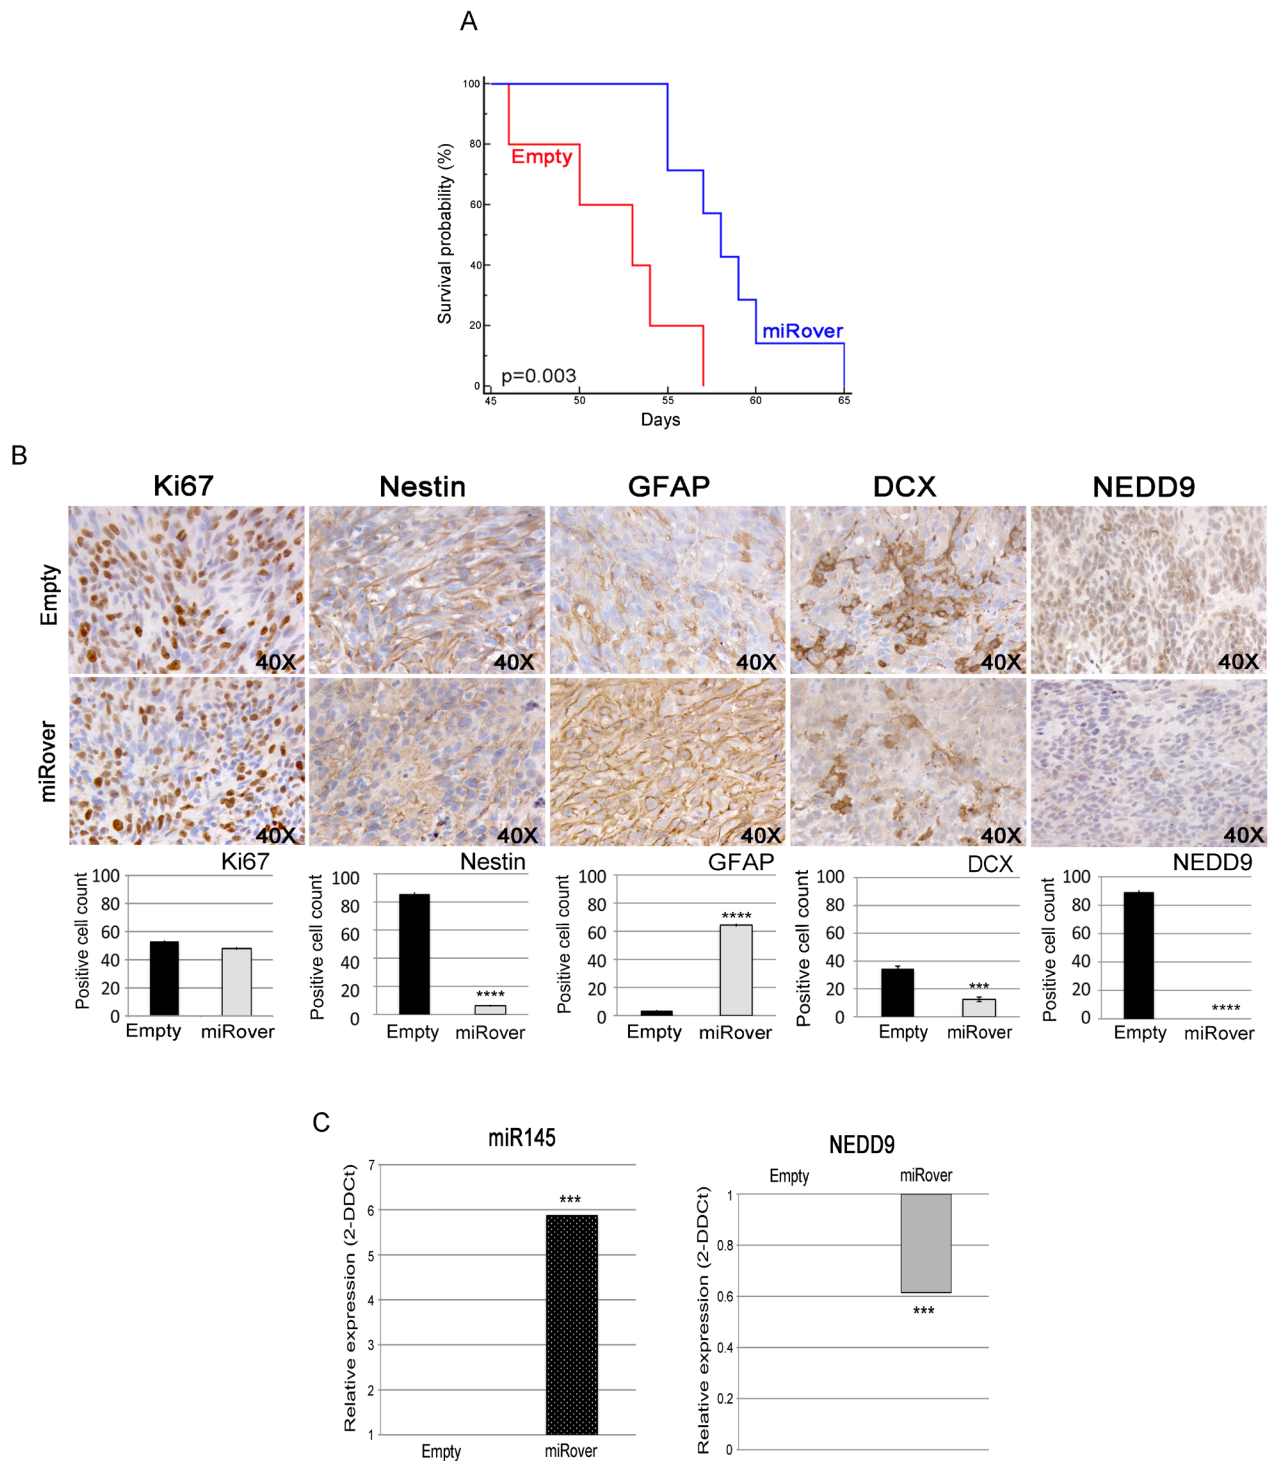 A
100
80
60
40
20
0
Survival probability (%)
Empty
miRover
p=0.003
45 50 55 60 65
Days
B
Ki67 Nestin GFAP DCX NEDD9
Empty
40X 40X 40X 40X 40X
miRover
40X 40X 40X 40X 40X
Ki67
Positive cell count
100
80
60
40
20
0
Empty miRover
Nestin
Positive cell count
100
80
60
40
20
0
****
Empty miRover
GFAP
Positive cell count
100
80
60
40
20
0
****
Empty miRover
DCX
Positive cell count
100
80
60
40
20
0
***
Empty miRover
NEDD9
Positive cell count
100
80
60
40
20
0
****
Empty miRover
C
miR145
Relative expression (2-DDCt)
7
6
5
4
3
2
1
***
Empty miRover
NEDD9
Empty miRover
Relative expression (2-DDCt)
1
0.8
0.6
0.4
0.2
0
***